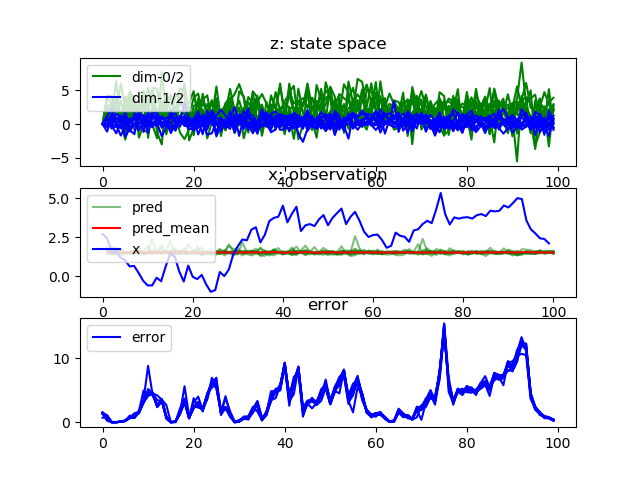 z: state space
dim-0/2
dim-1/2
5
0
−5
0 20 40 60 80 100
x: observation
pred
pred_mean
x
5.0
2.5
0.0
0 20 40 60 80 100
error
error
10
0
0 20 40 60 80 100